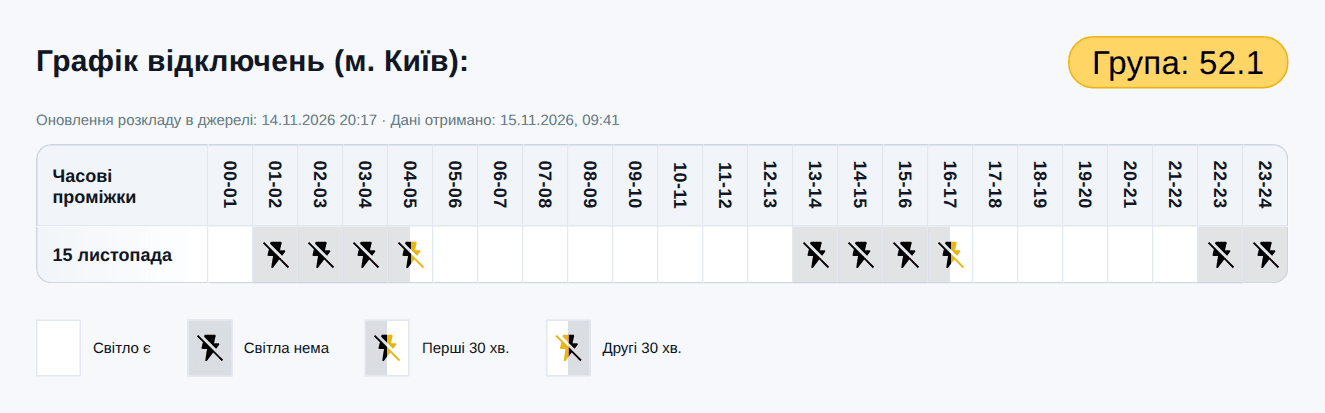 Графік відключень (м. Київ):
Група: 52.1
Оновлення розкладу в джерелі: 14.11.2026 20:17 · Дані отримано: 15.11.2026, 09:41
Часові
проміжки
00-01
01-02
02-03
03-04
04-05
05-06
06-07
07-08
08-09
09-10
10-11
11-12
12-13
13-14
14-15
15-16
16-17
17-18
18-19
19-20
20-21
21-22
22-23
23-24
15 листопада
Світло є
Світла нема
Перші 30 хв.
Другі 30 хв.